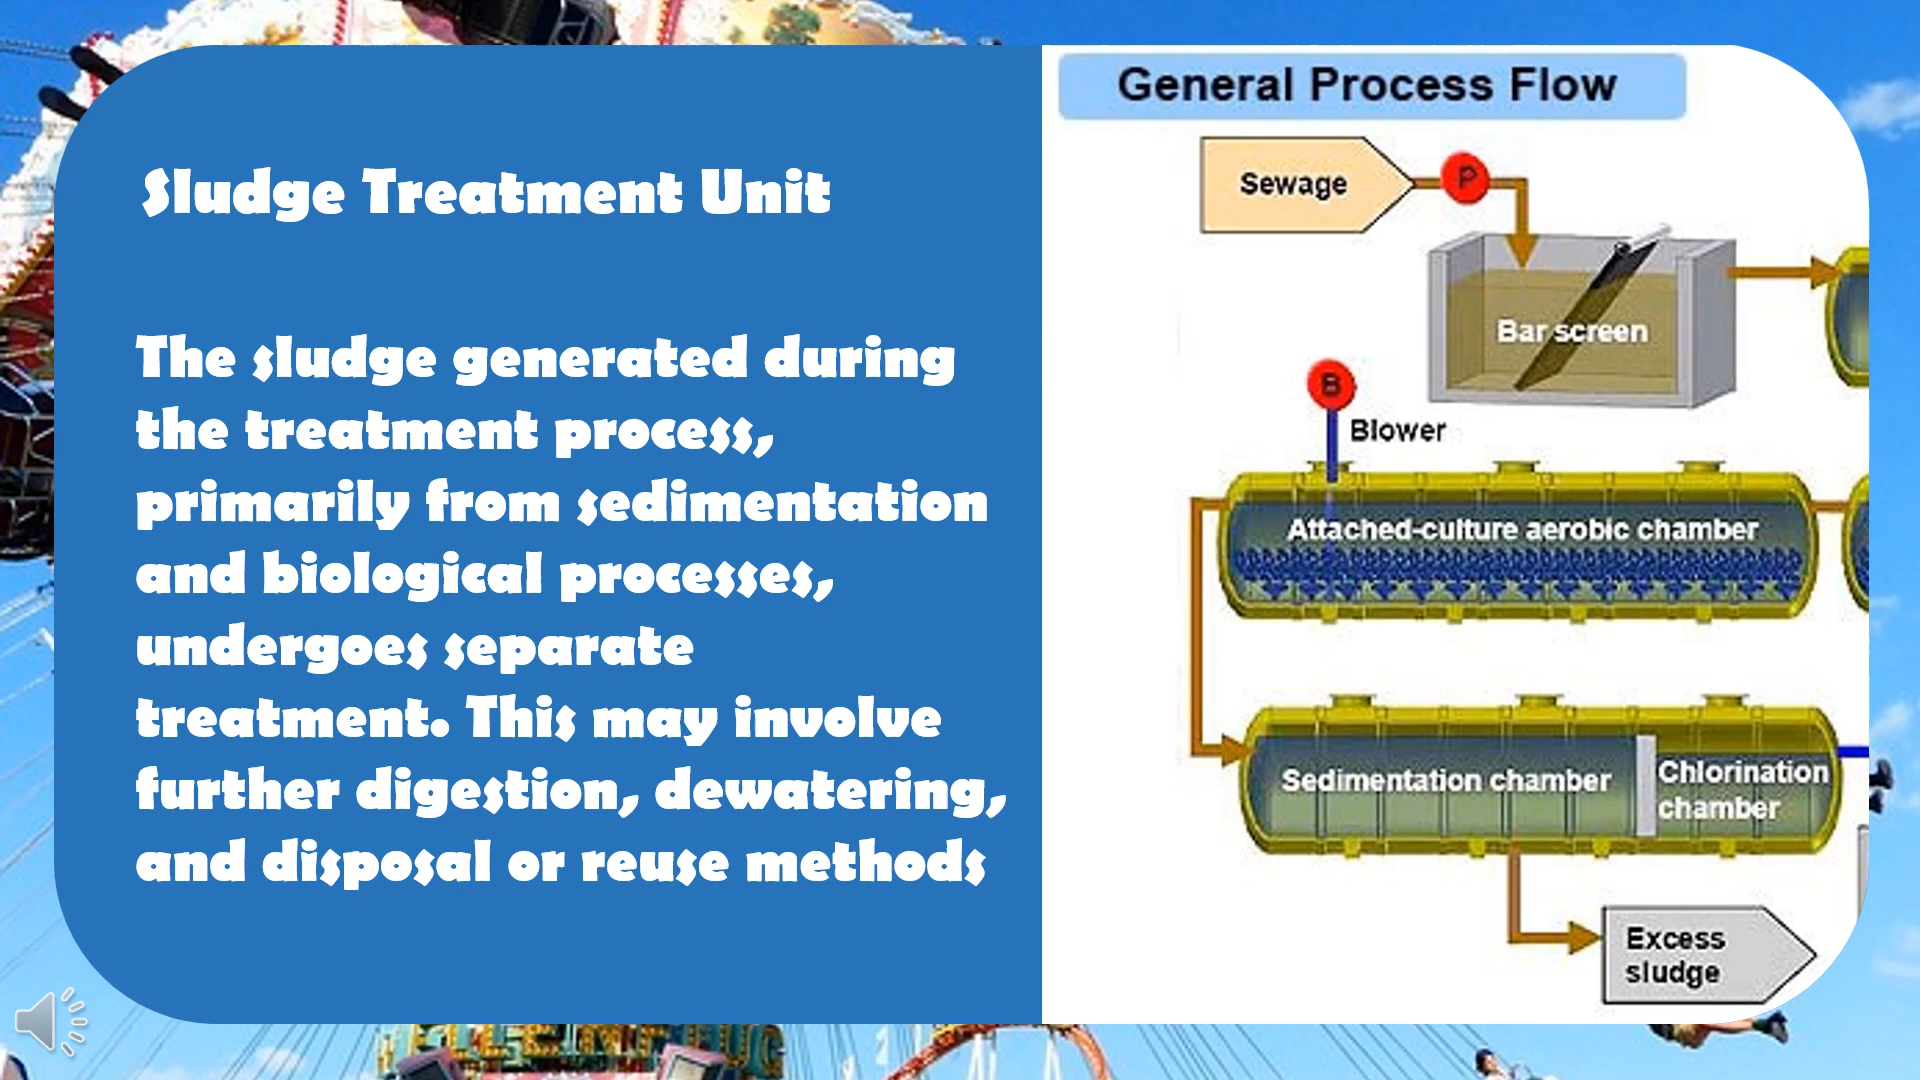 Sludge Treatment Unit
The sludge generated during
the treatment process,
primarily from sedimentation
and biological processes,
undergoes separate
treatment. This may involve
further digestion, dewatering,
and disposal or reuse methods
General Process Flow
Sewage
P
Bar screen
B
Blower
Attached-culture aerobic chamber
Sedimentation chamber
Chlorination
chamber
Excess
sludge